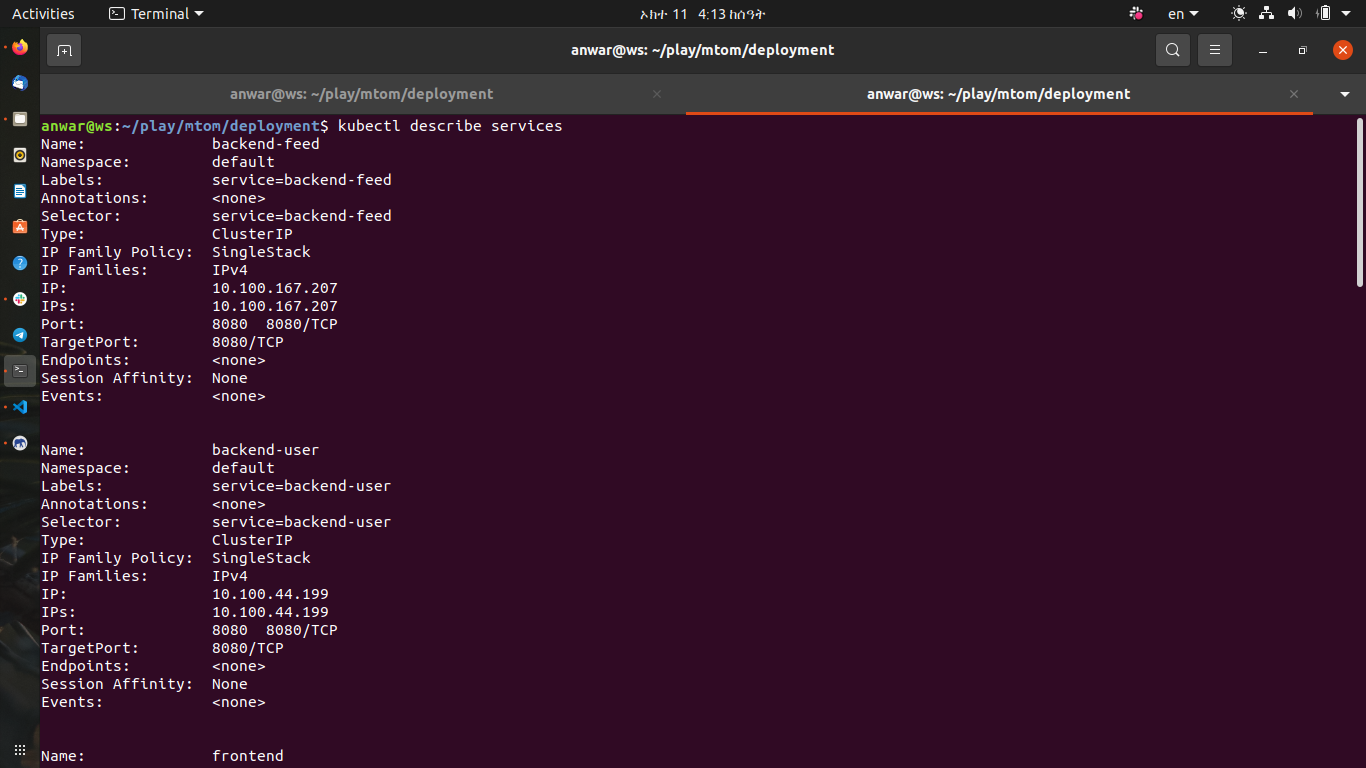 Activities Terminal ኦክተ 11 4:13 ከሰዓት en
anwar@ws: ~/play/mtom/deployment
anwar@ws: ~/play/mtom/deployment anwar@ws: ~/play/mtom/deployment
anwar@ws:~/play/mtom/deployment$ kubectl describe services
Name: backend-feed
Namespace: default
Labels: service=backend-feed
Annotations: <none>
Selector: service=backend-feed
Type: ClusterIP
IP Family Policy: SingleStack
IP Families: IPv4
IP: 10.100.167.207
IPs: 10.100.167.207
Port: 8080 8080/TCP
TargetPort: 8080/TCP
Endpoints: <none>
Session Affinity: None
Events: <none>
Name: backend-user
Namespace: default
Labels: service=backend-user
Annotations: <none>
Selector: service=backend-user
Type: ClusterIP
IP Family Policy: SingleStack
IP Families: IPv4
IP: 10.100.44.199
IPs: 10.100.44.199
Port: 8080 8080/TCP
TargetPort: 8080/TCP
Endpoints: <none>
Session Affinity: None
Events: <none>
Name: frontend